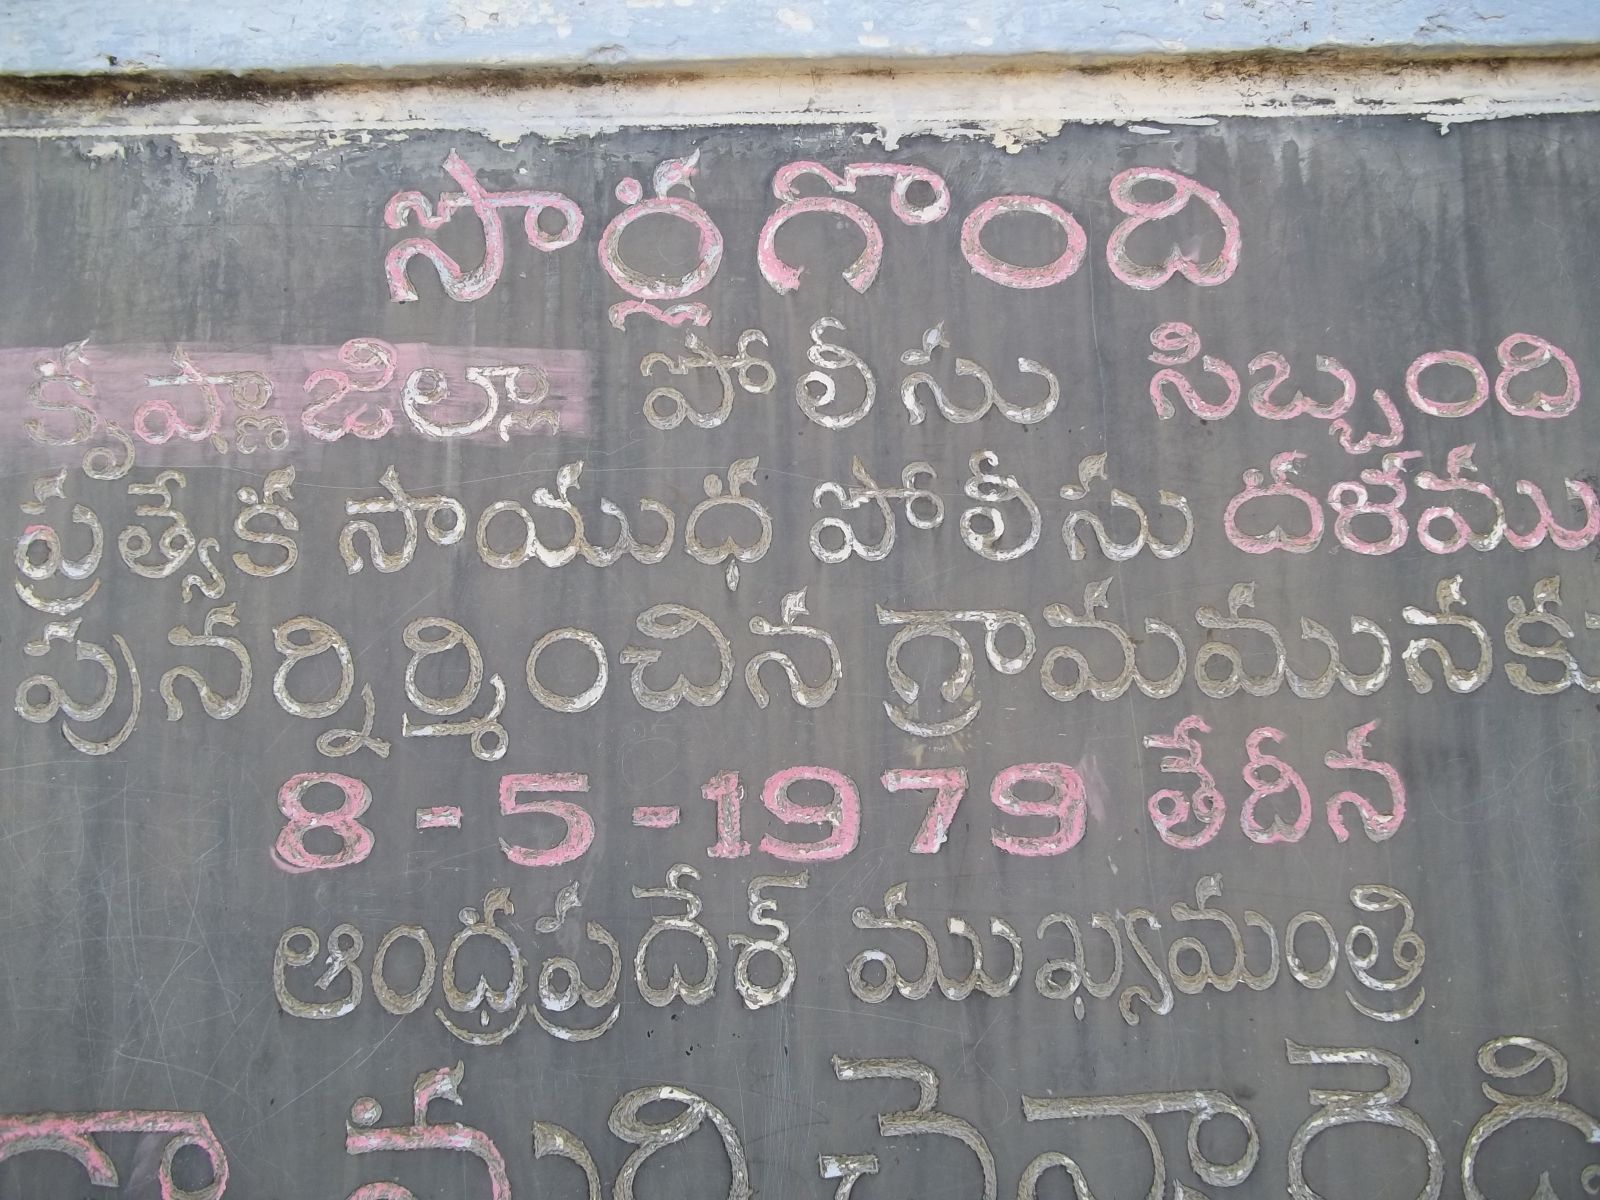 సొర్లగొంది
కృష్ణాజిల్లా పోలీసు సిబ్బంది
ప్రత్యేక సాయుధ పోలీసు దళము
పునర్నిర్మించిన గ్రామమునకు
8-5-1979 తేదీన
ఆంధ్రప్రదేశ్ ముఖ్యమంత్రి
చెన్నారెడ్డి